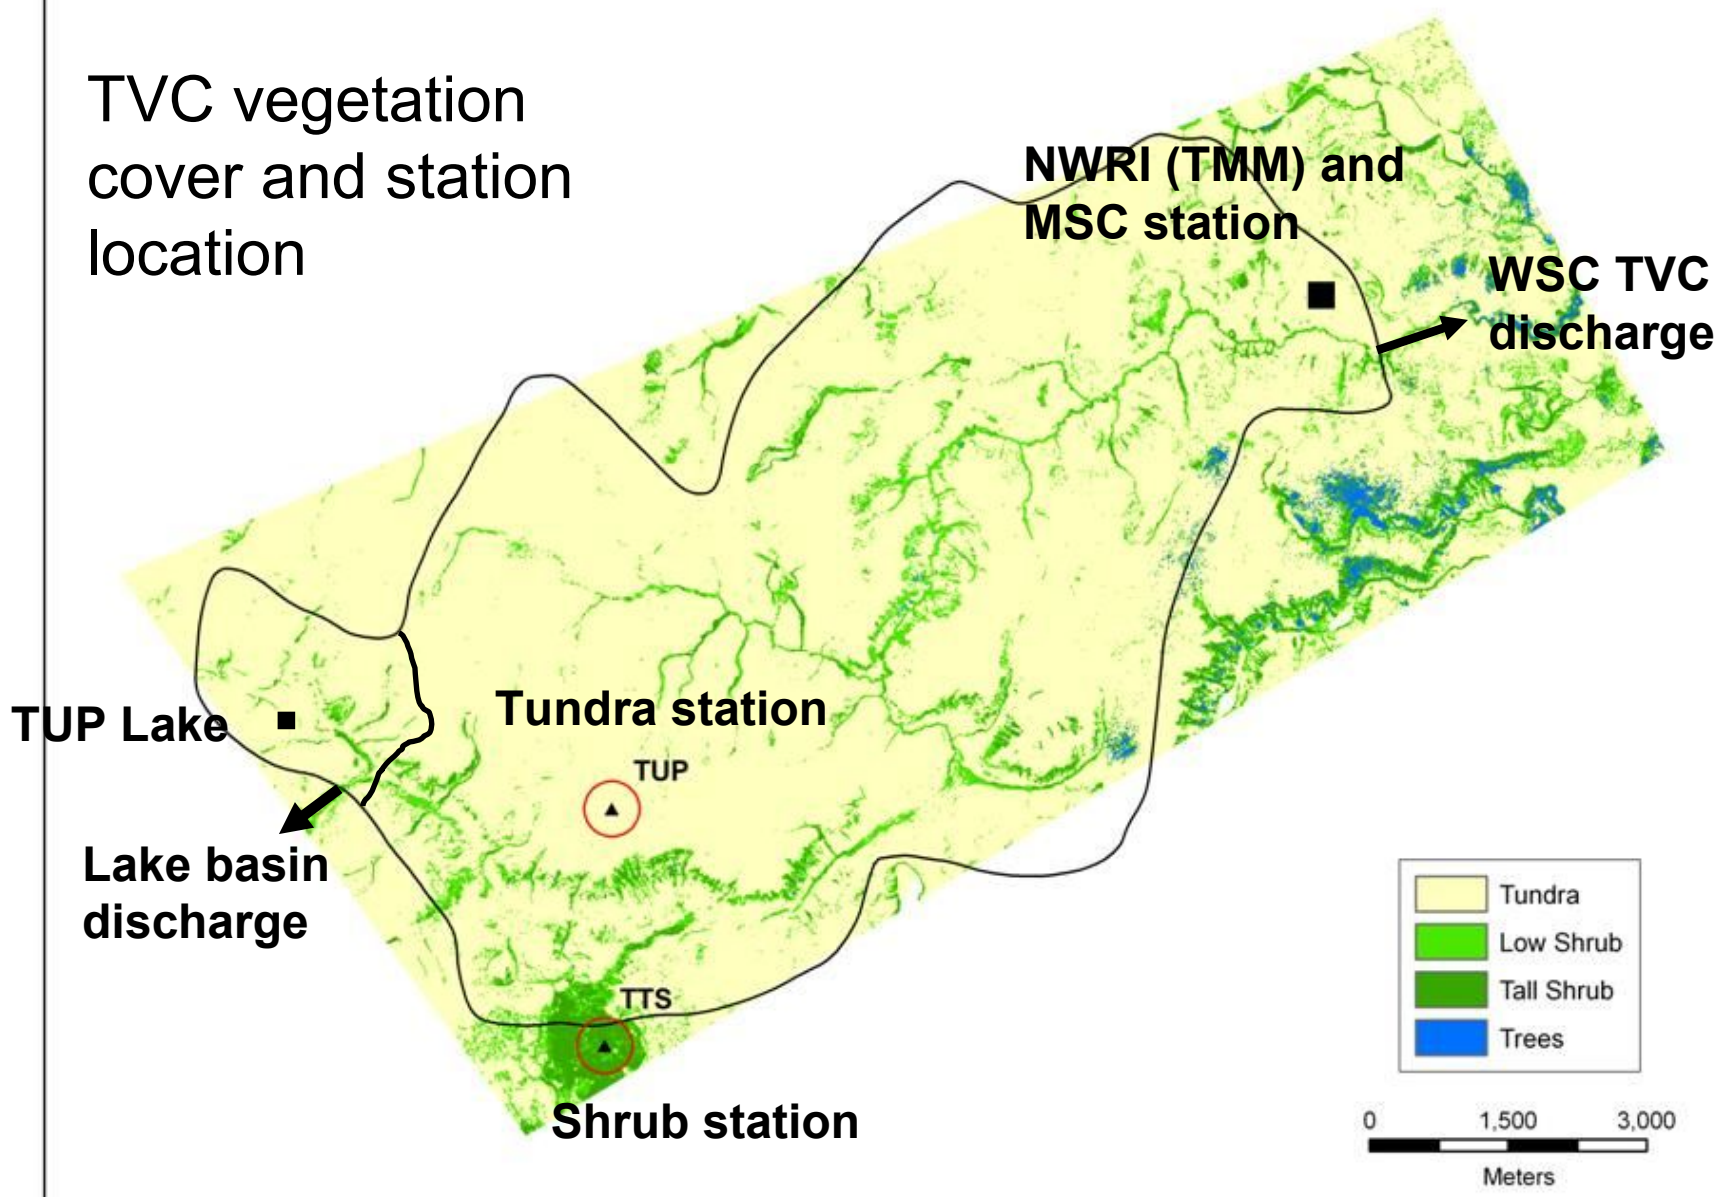 TVC vegetation
cover and station
location
NWRI (TMM) and
MSC station
WSC TVC
discharge
TUP Lake
Tundra station
TUP
Lake basin
discharge
TTS
Shrub station
Tundra
Low Shrub
Tall Shrub
Trees
0 1,500 3,000
Meters